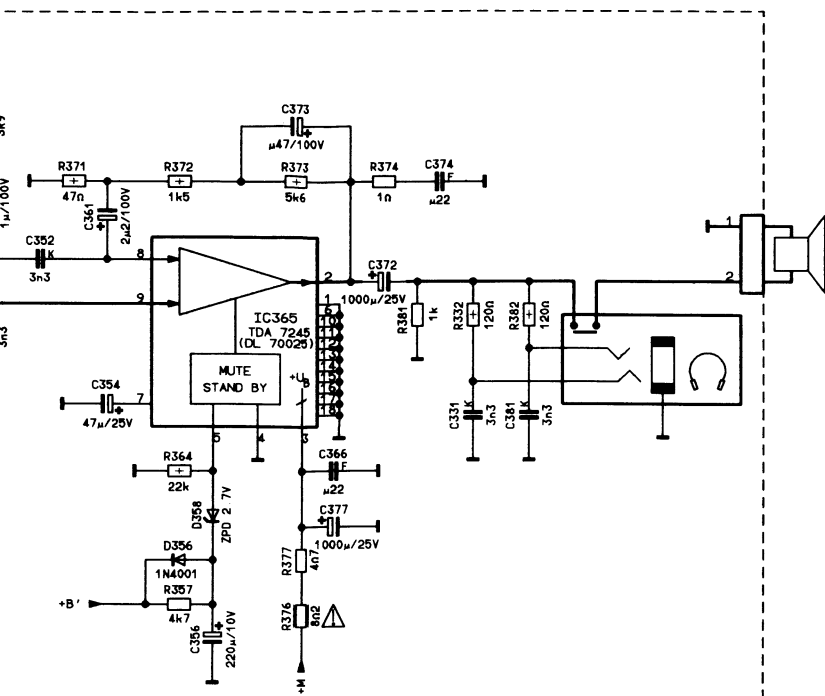 3k9
C373
+
μ47/100V
R371
+
47Ω
R372
+
1k5
R373
+
5k6
R374
1Ω
C374
F
μ22
1μ/100V
C361
+
2μ2/100V
C352
K
3n3
8
9
3n3
2
C372
+
1000μ/25V
R381
1k
R332
+
120Ω
R382
+
120Ω
1
2
IC365
TDA 7245
(DL 70025)
MUTE
STAND BY
+UB
1
6
10
11
12
13
14
15
16
17
18
C354
+
47μ/25V
7
5
4
3
C331
K
3n3
C381
K
3n3
R364
+
22k
C366
F
μ22
D358
ZPD 2.7V
C377
+
1000μ/25V
D356
1N4001
R377
4Ω7
+B'
R357
4k7
R376
8Ω2
C356
+
220μ/10V
+M